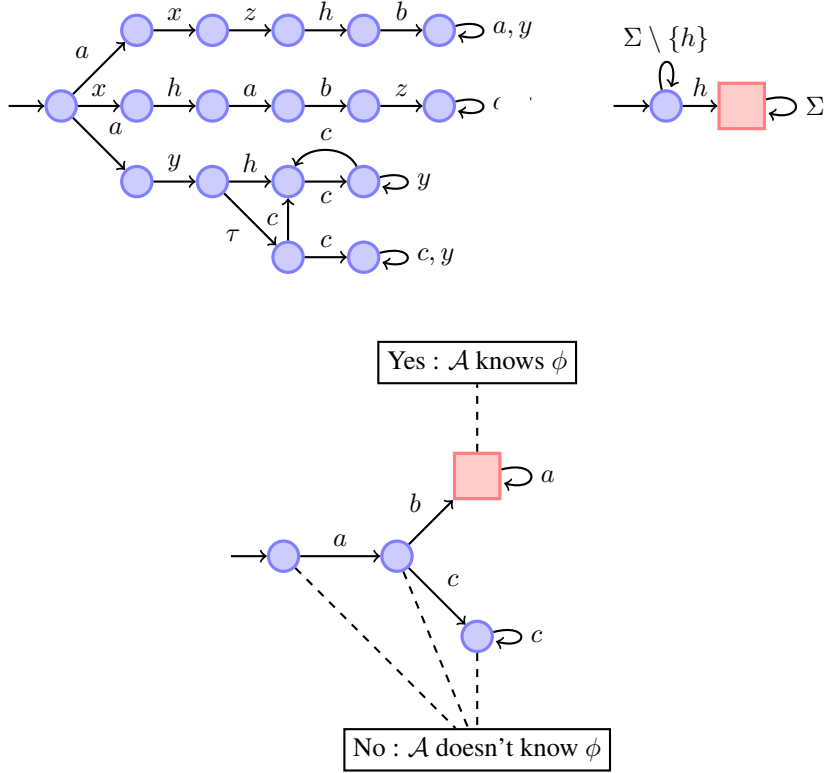 a x z h b a, y
x h a b z
a y h c c y
τ c c c, y
Σ \ {h}
h Σ
Yes : 𝒜 knows ϕ
a b a
c c
No : 𝒜 doesn't know ϕ